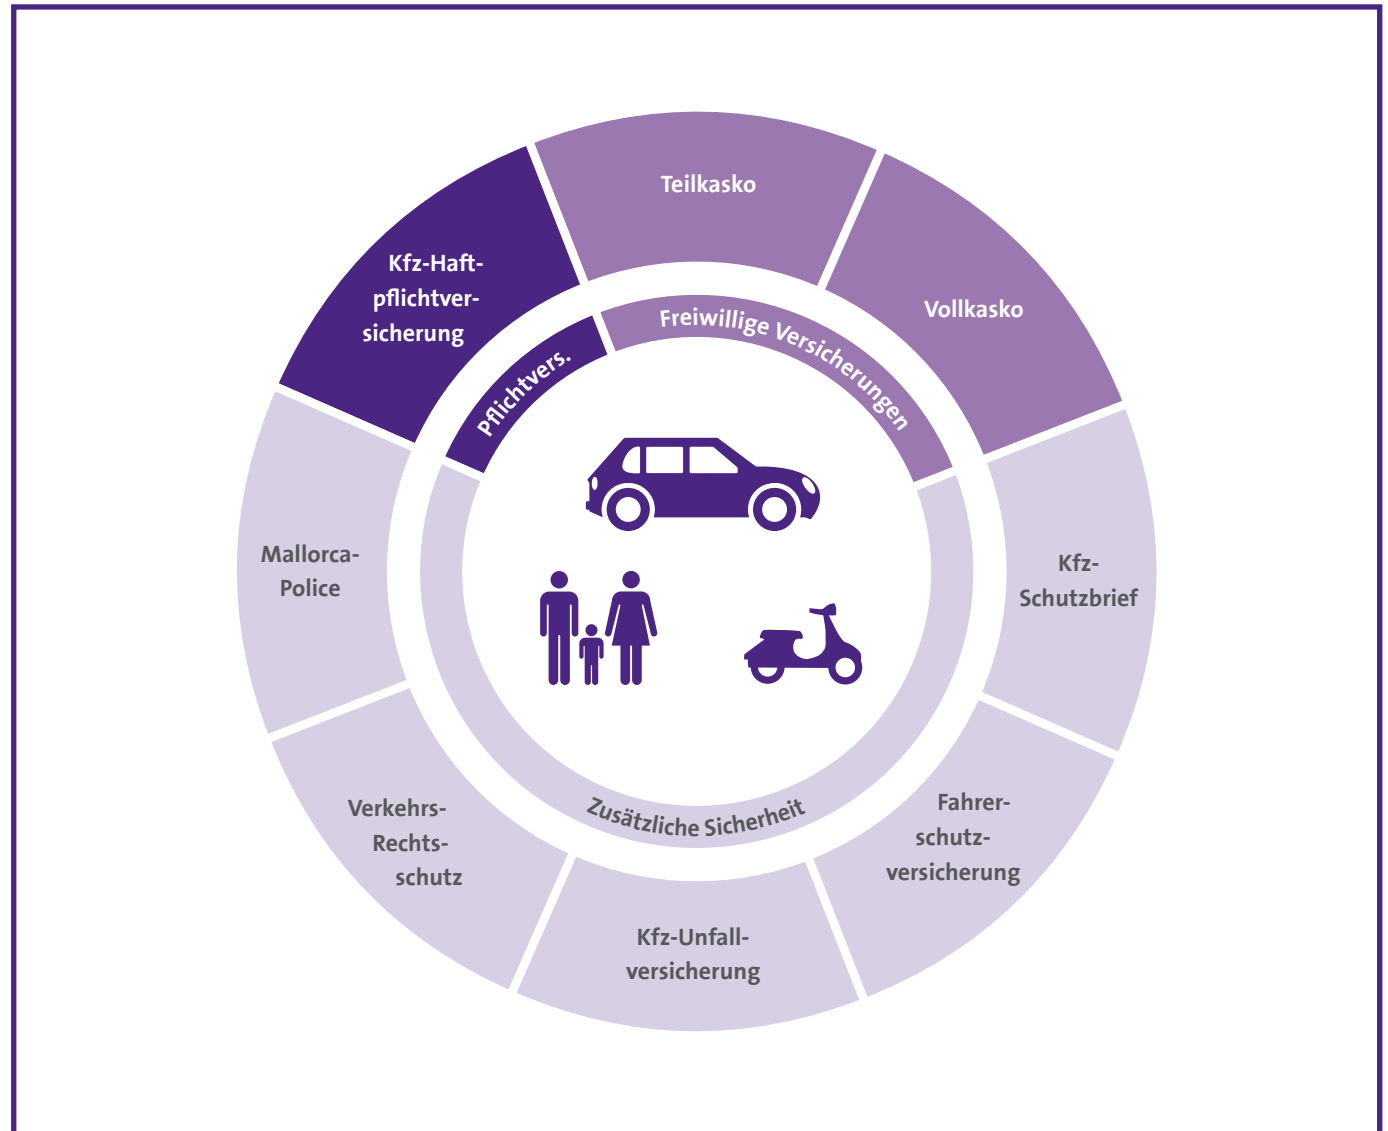 Teilkasko
Kfz-Haft-
pflichtver-
sicherung
Vollkasko
Freiwillige Versicherungen
Pflichtvers.
Mallorca-
Police
Kfz-
Schutzbrief
Verkehrs-
Rechts-
schutz
Zusätzliche Sicherheit
Fahrer-
schutz-
versicherung
Kfz-Unfall-
versicherung